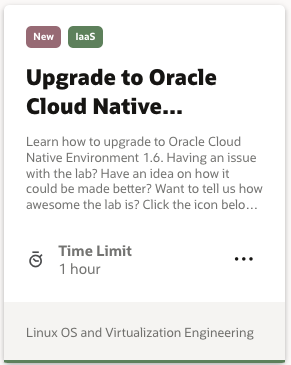 New IaaS
Upgrade to Oracle
Cloud Native...
Learn how to upgrade to Oracle Cloud
Native Environment 1.6. Having an issue
with the lab? Have an idea on how it
could be made better? Want to tell us how
awesome the lab is? Click the icon belo...
Time Limit
1 hour
Linux OS and Virtualization Engineering